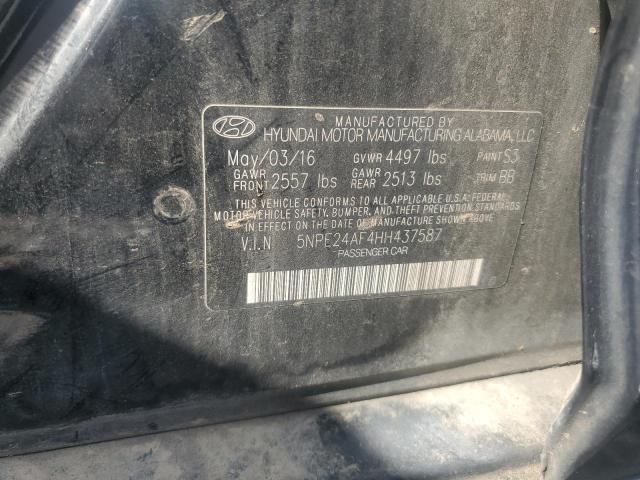 MANUFACTURED BY
HYUNDAI MOTOR MANUFACTURING ALABAMA, LLC
May/03/16 GVWR 4497 lbs PAINT S3
GAWR FRONT 2557 lbs GAWR REAR 2513 lbs TRIM BB
THIS VEHICLE CONFORMS TO ALL APPLICABLE U.S.A. FEDERAL
MOTOR VEHICLE SAFETY, BUMPER, AND THEFT PREVENTION STANDARDS
IN EFFECT ON THE DATE OF MANUFACTURE SHOWN ABOVE.
V.I.N 5NPE24AF4HH437587
PASSENGER CAR